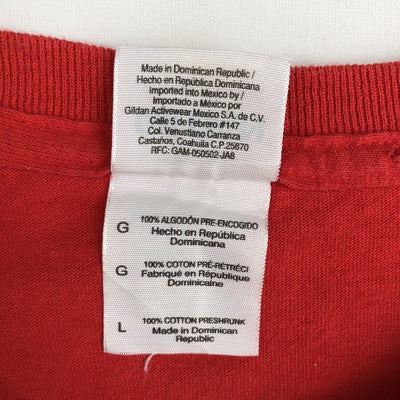 Made in Dominican Republic /
Hecho en República Dominicana
imported into Mexico by /
Importado a México por
Gildan Activewear Mexico S.A. de C.V.
Calle 5 de Febrero #147
Col. Venustiano Carranza
Castaños, Coahuila C.P. 25870
RFC: GAM-050502-JA8
G 100% ALGODÓN PRE-ENCOGIDO
Hecho en República
Dominicana
G 100% COTON PRÉ-RÉTRÉCI
Fabriqué en République
Dominicaine
L 100% COTTON PRESHRUNK
Made in Dominican
Republic